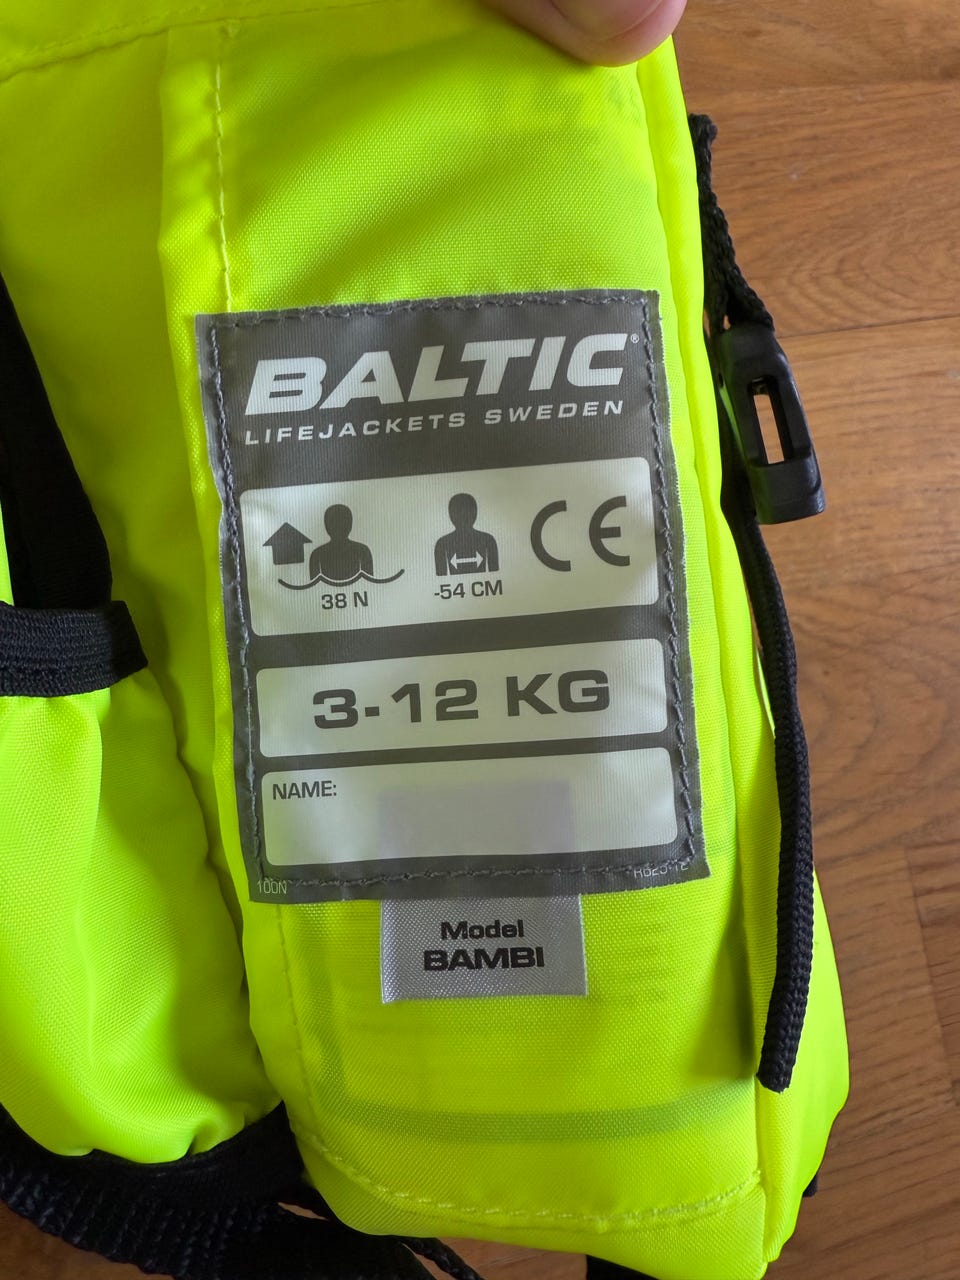 BALTIC®
LIFEJACKETS SWEDEN
38 N
-54 CM
CE
3-12 KG
NAME:
100N
Model
BAMBI